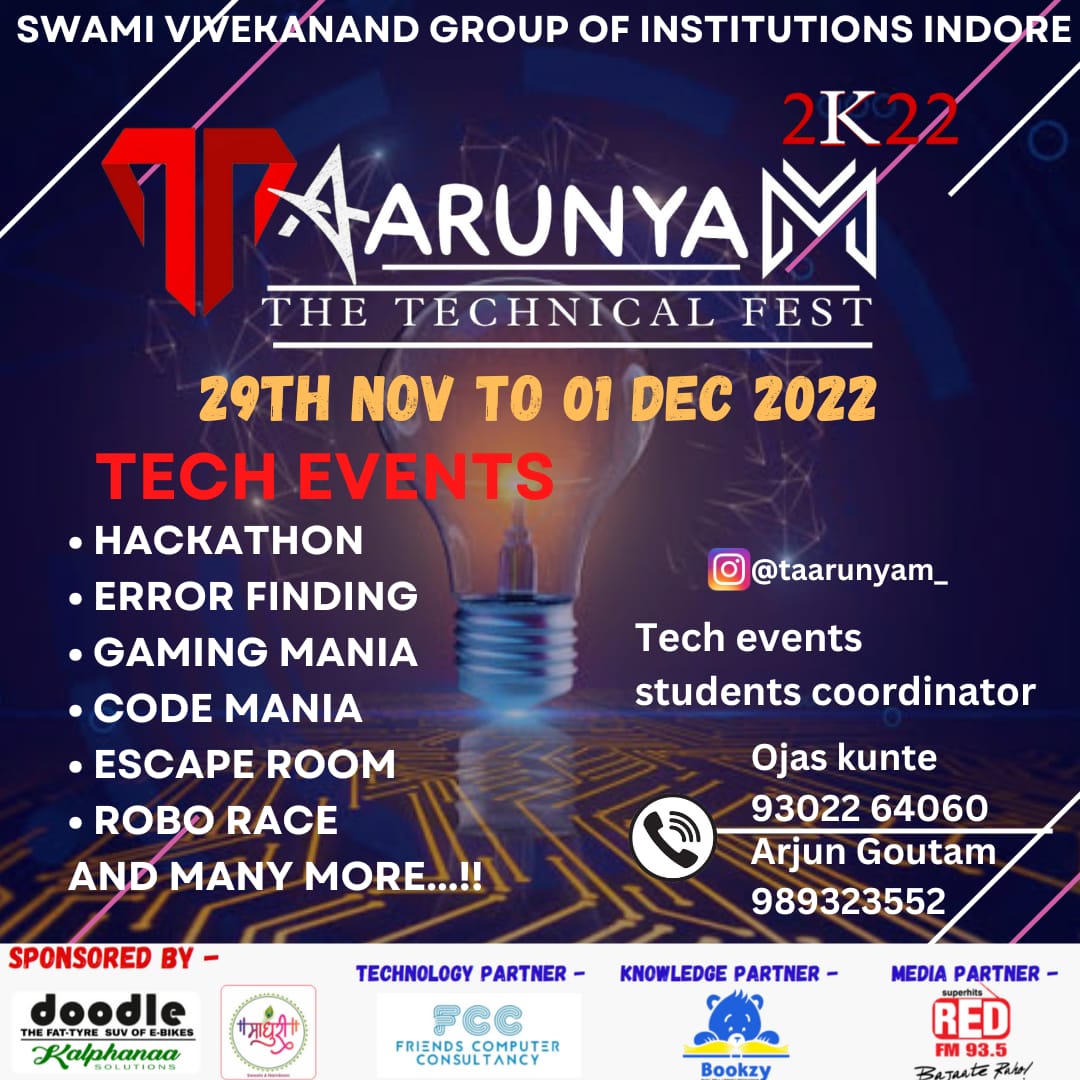 SWAMI VIVEKANAND GROUP OF INSTITUTIONS INDORE
2K22
TAARUNYAM
THE TECHNICAL FEST
29TH NOV TO 01 DEC 2022
TECH EVENTS
• HACKATHON
• ERROR FINDING
• GAMING MANIA
• CODE MANIA
• ESCAPE ROOM
• ROBO RACE
AND MANY MORE...!!
@taarunyam_
Tech events
students coordinator
Ojas kunte
93022 64060
Arjun Goutam
989323552
SPONSORED BY -
doodle
THE FAT-TYRE SUV OF E-BIKES
Kalphanaa
SOLUTIONS
॥माधुरी॥
Sweets & Namkeen
TECHNOLOGY PARTNER -
FCC
FRIENDS COMPUTER
CONSULTANCY
KNOWLEDGE PARTNER -
Bookzy
MEDIA PARTNER -
superhits
RED
FM 93.5
Bajaate Raho!